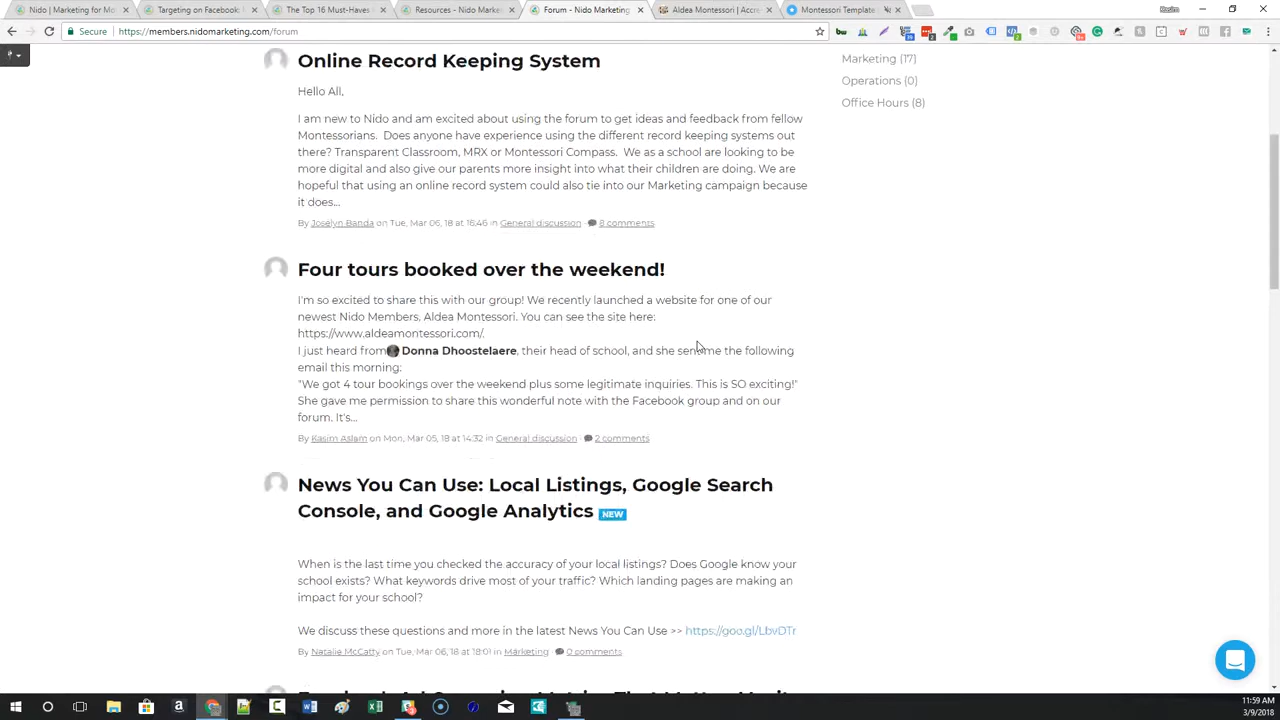 Nido | Marketing for Mo
Targeting on Facebook:
The Top 16 Must-Haves
Resources - Nido Marke
Forum - Nido Marketing
Aldea Montessori | Accre
Montessori Template
Secure
https://members.nidomarketing.com/forum
Online Record Keeping System
Hello All,
I am new to Nido and am excited about using the forum to get ideas and feedback from fellow
Montessorians. Does anyone have experience using the different record keeping systems out
there? Transparent Classroom, MRX or Montessori Compass. We as a school are looking to be
more digital and also give our parents more insight into what their children are doing. We are
hopeful that using an online record system could also tie into our Marketing campaign because
it does...
By Joselyn Banda on Tue, Mar 06, 18 at 16:46 in General discussion · 8 comments
Marketing (17)
Operations (0)
Office Hours (8)
Four tours booked over the weekend!
I'm so excited to share this with our group! We recently launched a website for one of our
newest Nido Members, Aldea Montessori. You can see the site here:
https://www.aldeamontessori.com/.
I just heard from Donna Dhoostelaere, their head of school, and she sent me the following
email this morning:
"We got 4 tour bookings over the weekend plus some legitimate inquiries. This is SO exciting!"
She gave me permission to share this wonderful note with the Facebook group and on our
forum. It's...
By Kasim Aslam on Mon, Mar 05, 18 at 14:32 in General discussion · 2 comments
News You Can Use: Local Listings, Google Search
Console, and Google Analytics NEW
When is the last time you checked the accuracy of your local listings? Does Google know your
school exists? What keywords drive most of your traffic? Which landing pages are making an
impact for your school?
We discuss these questions and more in the latest News You Can Use >> https://goo.gl/LbvDTr
By Natalie McCatty on Tue, Mar 06, 18 at 18:01 in Marketing · 0 comments
11:59 AM
3/9/2018